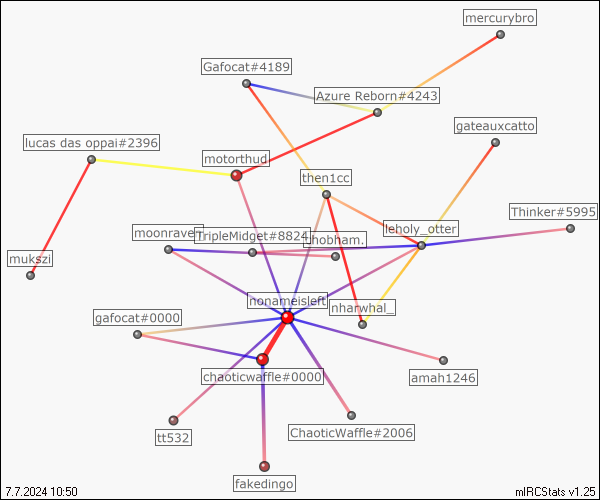 mercurybro
Gafocat#4189
Azure Reborn#4243
gateauxcatto
lucas das oppai#2396
motorthud
then1cc
Thinker#5995
moonraven
TripleMidget#8824
leholy_otter
mukszi
nonameisleft
nharwhal_
gafocat#0000
chaoticwaffle#0000
amah1246
tt532
ChaoticWaffle#2006
fakedingo
7.7.2024 10:50
mIRCStats v1.25